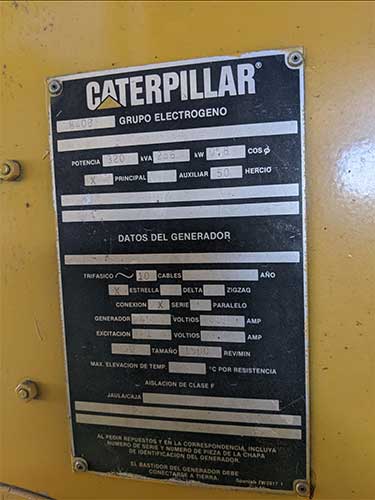 CATERPILLAR®
GRUPO ELECTROGENO
POTENCIA 320 KVA 256 KW 0.8 COS ϕ
X PRINCIPAL AUXILIAR 50 HERCIO
DATOS DEL GENERADOR
TRIFASICO 10 CABLES AÑO
X ESTRELLA DELTA ZIGZAG
CONEXION X SERIE PARALELO
GENERADOR VOLTIOS AMP
EXCITACION VOLTIOS AMP
TAMAÑO 1500 REV/MIN
MAX. ELEVACION DE TEMP. °C POR RESISTENCIA
AISLACION DE CLASE F
JAULA/CAJA
AL PEDIR REPUESTOS Y EN LA CORRESPONDENCIA, INCLUYA
NUMERO DE SERIE Y NUMERO DE PIEZA DE LA CHAPA
DE IDENTIFICACION DEL GENERADOR.
EL BASTIDOR DEL GENERADOR DEBE
CONECTARSE A TIERRA.